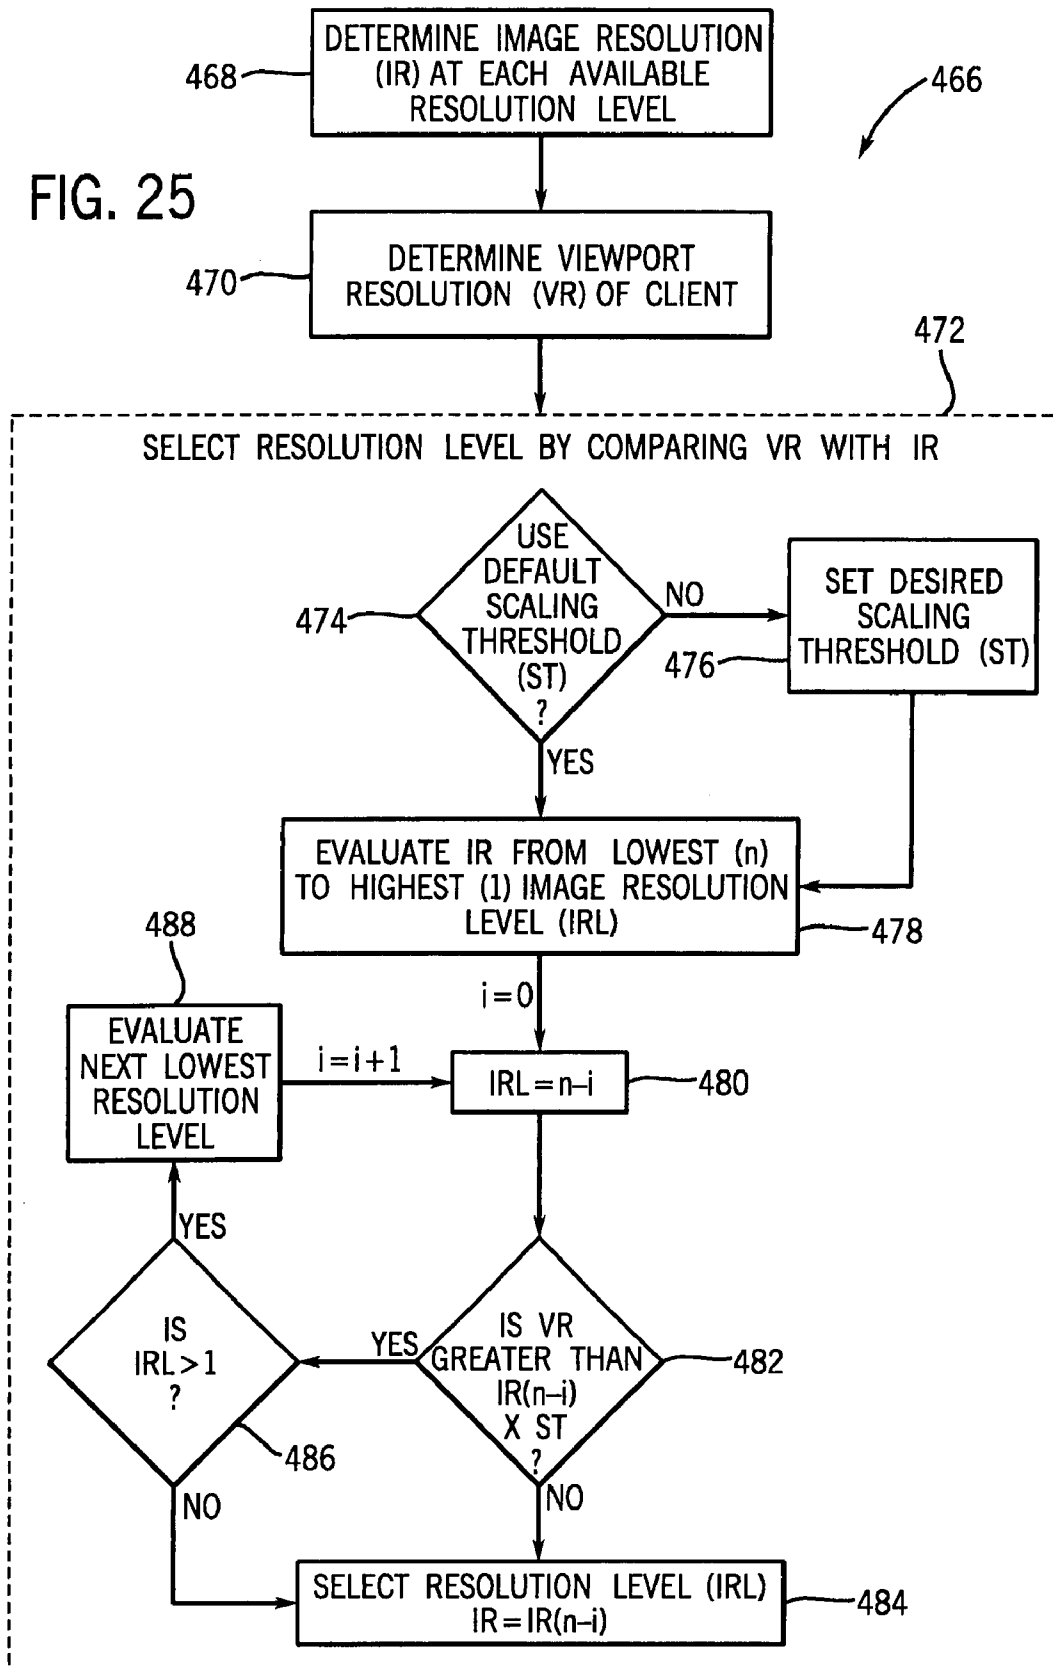 DETERMINE IMAGE RESOLUTION
(IR) AT EACH AVAILABLE
RESOLUTION LEVEL
468
466
FIG. 25
DETERMINE VIEWPORT
RESOLUTION (VR) OF CLIENT
470
472
SELECT RESOLUTION LEVEL BY COMPARING VR WITH IR
USE
DEFAULT
SCALING
THRESHOLD
(ST)
?
474
NO
SET DESIRED
SCALING
THRESHOLD (ST)
476
YES
EVALUATE IR FROM LOWEST (n)
TO HIGHEST (1) IMAGE RESOLUTION
LEVEL (IRL)
478
488
i=0
EVALUATE
NEXT LOWEST
RESOLUTION
LEVEL
i=i+1
IRL=n-i
480
YES
IS
IRL>1
?
486
YES
IS VR
GREATER THAN
IR(n-i)
X ST
?
482
NO
NO
SELECT RESOLUTION LEVEL (IRL)
IR=IR(n-i)
484